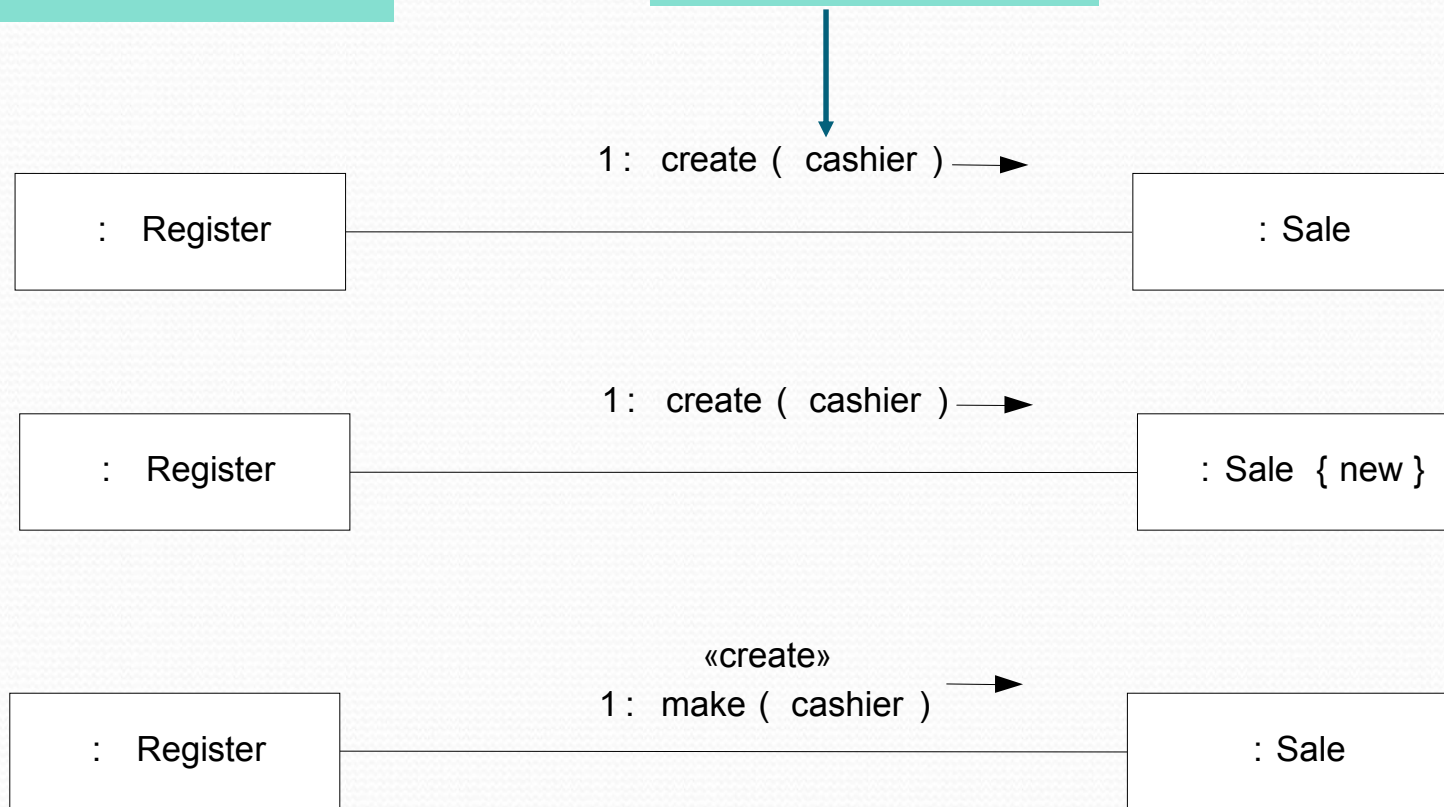 1: create ( cashier )
: Register
: Sale
1: create ( cashier )
: Register
: Sale { new }
«create»
1: make ( cashier )
: Register
: Sale